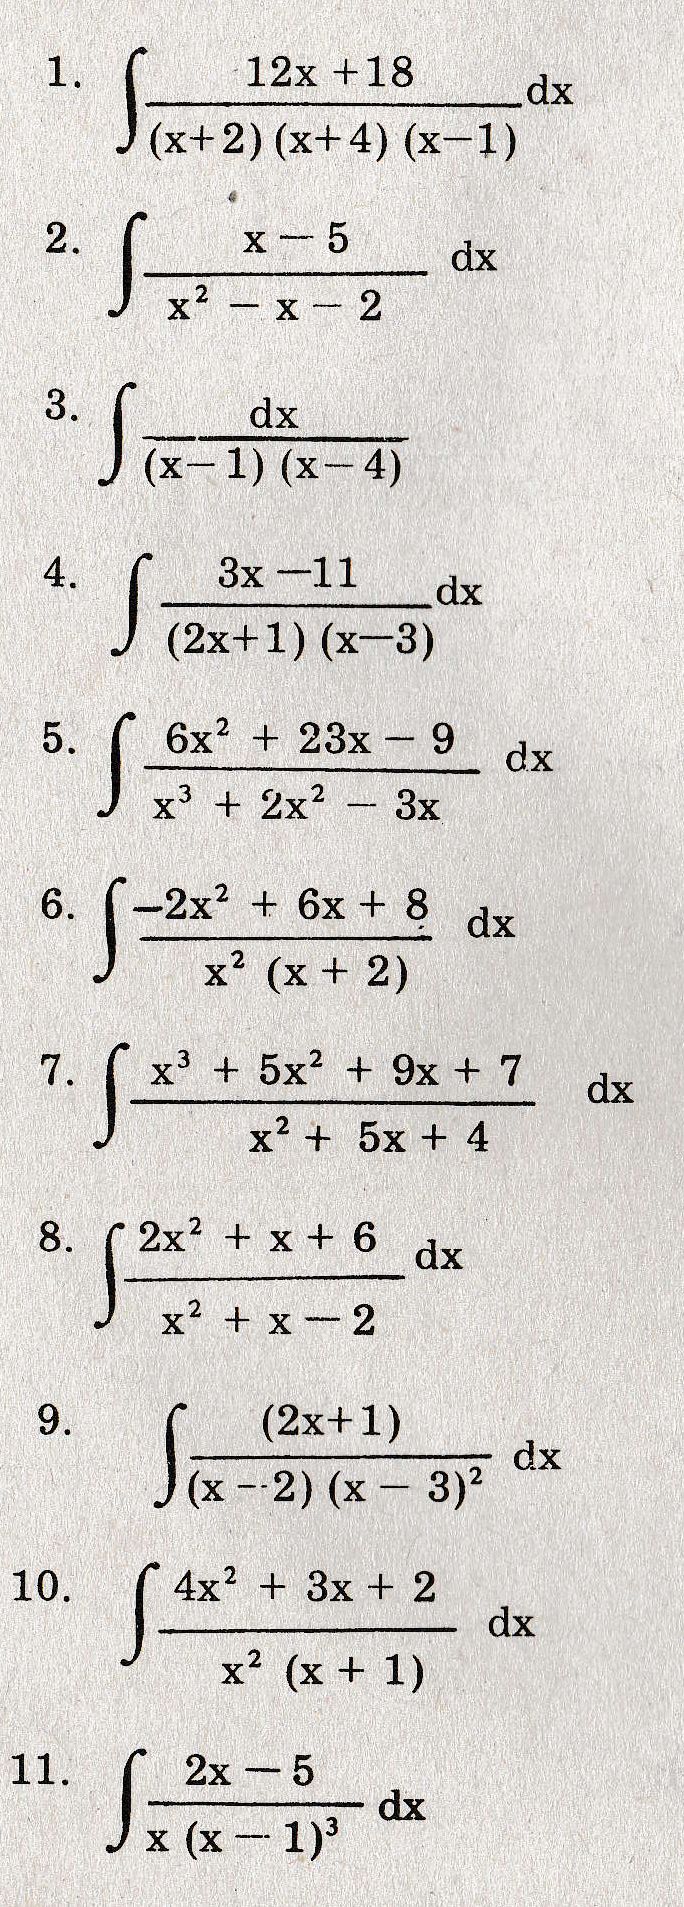 1. ∫ 12x + 18 / (x+2) (x+4) (x−1) dx
2. ∫ x − 5 / x² − x − 2 dx
3. ∫ dx / (x−1) (x−4)
4. ∫ 3x − 11 / (2x+1) (x−3) dx
5. ∫ 6x² + 23x − 9 / x³ + 2x² − 3x dx
6. ∫ −2x² + 6x + 8 / x² (x + 2) dx
7. ∫ x³ + 5x² + 9x + 7 / x² + 5x + 4 dx
8. ∫ 2x² + x + 6 / x² + x − 2 dx
9. ∫ (2x+1) / (x − 2) (x − 3)² dx
10. ∫ 4x² + 3x + 2 / x² (x + 1) dx
11. ∫ 2x − 5 / x (x − 1)³ dx